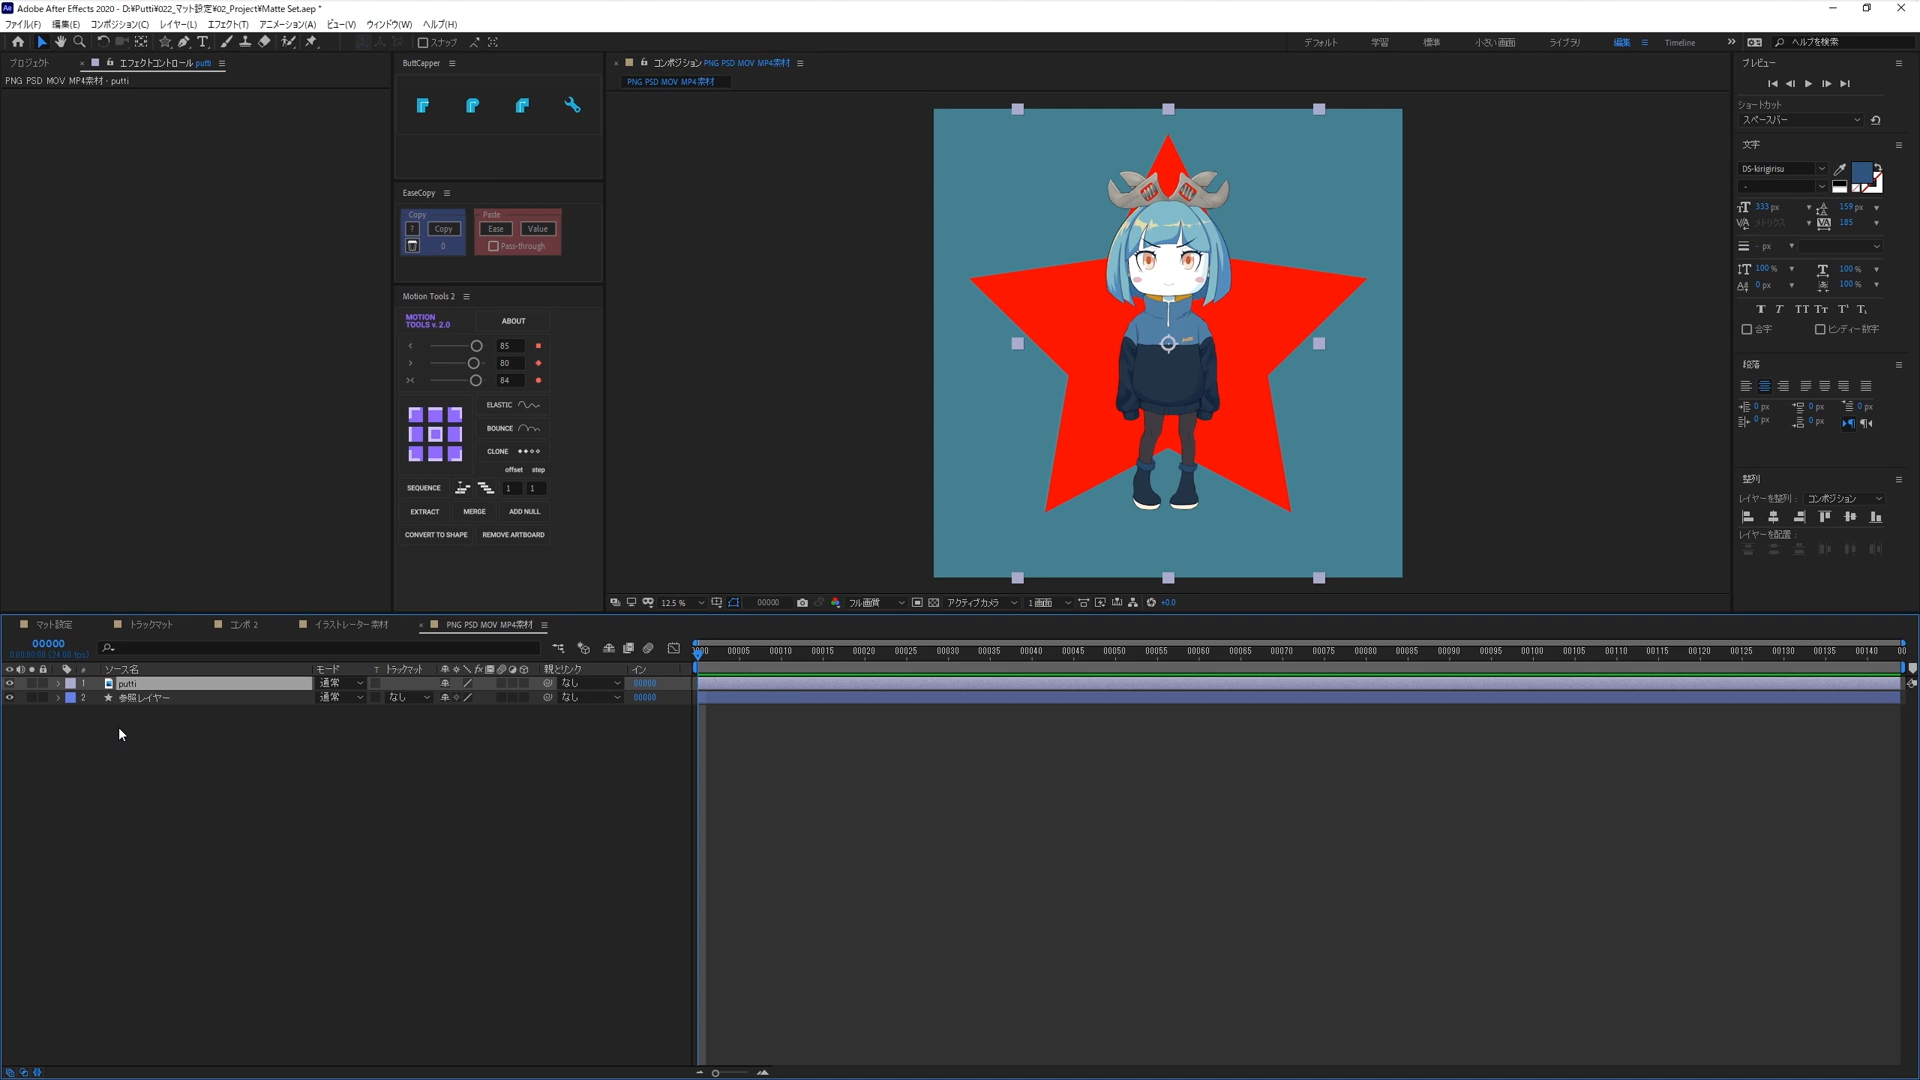 Adobe After Effects 2020 - D:¥Putti¥022_マット設定¥02_Project¥Matte Set.aep *
ファイル(F) 編集(E) コンポジション(C) レイヤー(L) エフェクト(T) アニメーション(A) ビュー(V) ウィンドウ(W) ヘルプ(H)
スナップ デフォルト 学習 標準 小さい画面 ライブラリ 編集 Timeline ヘルプを検索
プロジェクト エフェクトコントロール putti
PNG PSD MOV MP4素材・putti
ButtCapper
EaseCopy
Copy Paste
? Copy Ease Value
0 Pass-through
Motion Tools 2
MOTION TOOLS v. 2.0 ABOUT
85
80
84
ELASTIC
BOUNCE
CLONE
offset step
SEQUENCE 1 1
EXTRACT MERGE ADD NULL
CONVERT TO SHAPE REMOVE ARTBOARD
コンポジション PNG PSD MOV MP4素材
PNG PSD MOV MP4素材
12.5 % 00000 フル画質 アクティブカメラ 1画面 +0.0
プレビュー
ショートカット
スペースバー
文字
DS-kirigirisu
-
333 px 159 px
メトリクス 185
- px
100 % 100 %
0 px 100 %
合字 ヒンディー数字
段落
0 px 0 px 0 px
0 px 0 px
整列
レイヤーを整列: コンポジション
レイヤーを配置:
マット設定 トラックマット コンポ 2 イラストレーター素材 PNG PSD MOV MP4素材
00000
0:00:00:00 (24.00 fps)
00005 00010 00015 00020 00025 00030 00035 00040 00045 00050 00055 00060 00065 00070 00075 00080 00085 00090 00095 00100 00105 00110 00115 00120 00125 00130 00135 00140 00
# ソース名 モード T トラックマット 親とリンク イン
1 putti 通常 なし 00000
2 参照レイヤー 通常 なし なし 00000